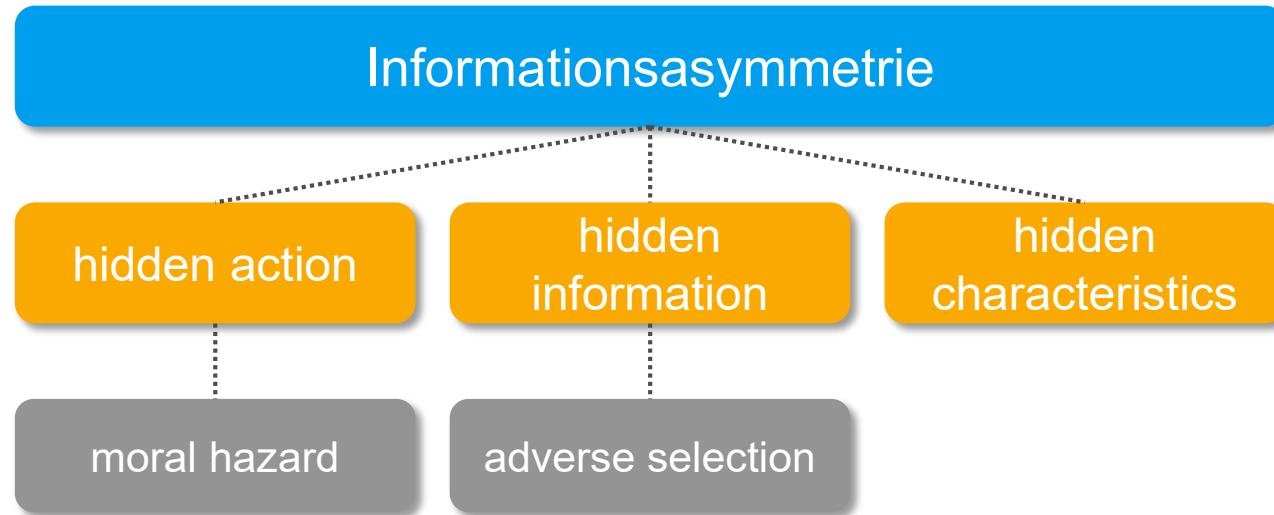 Informationsasymmetrie
hidden action
hidden
information
hidden
characteristics
moral hazard
adverse selection